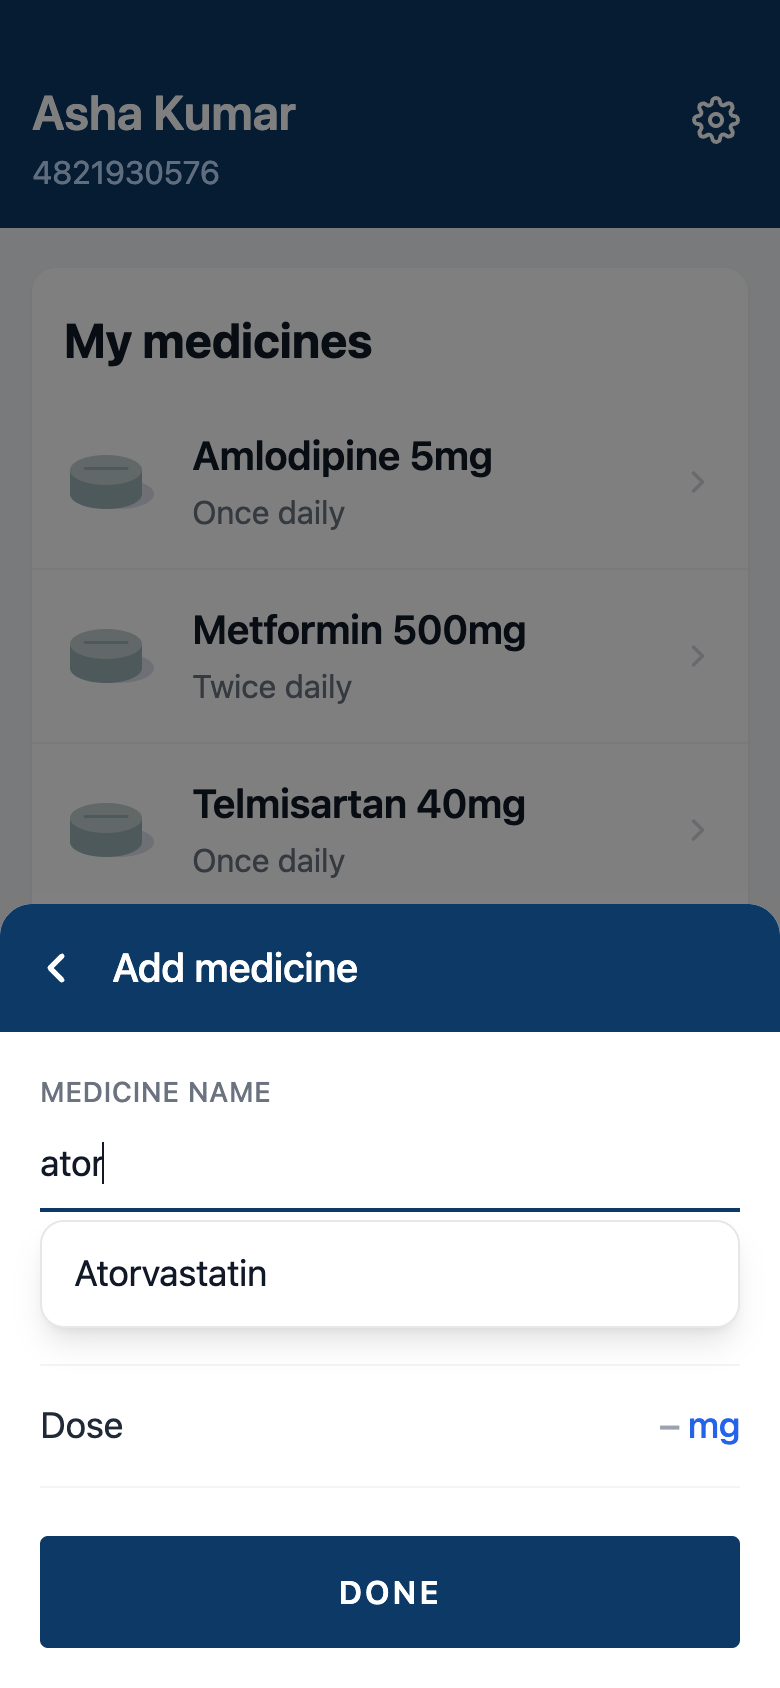 Asha Kumar
4821930576
My medicines
Amlodipine 5mg
Once daily
Metformin 500mg
Twice daily
Telmisartan 40mg
Once daily
Add medicine
MEDICINE NAME
ator
Atorvastatin
Dose – mg
DONE